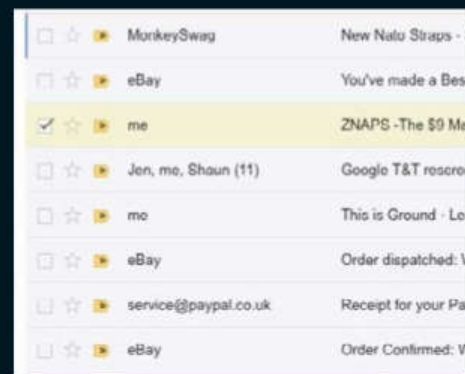 MonkeySwag New Nato Straps -
eBay You've made a Bes
me ZNAPS -The $9 Ma
Jen, me, Shaun (11) Google T&T
me This is Ground - Le
eBay Order dispatched: W
service@paypal.co.uk Receipt for your Pa
eBay Order Confirmed: W